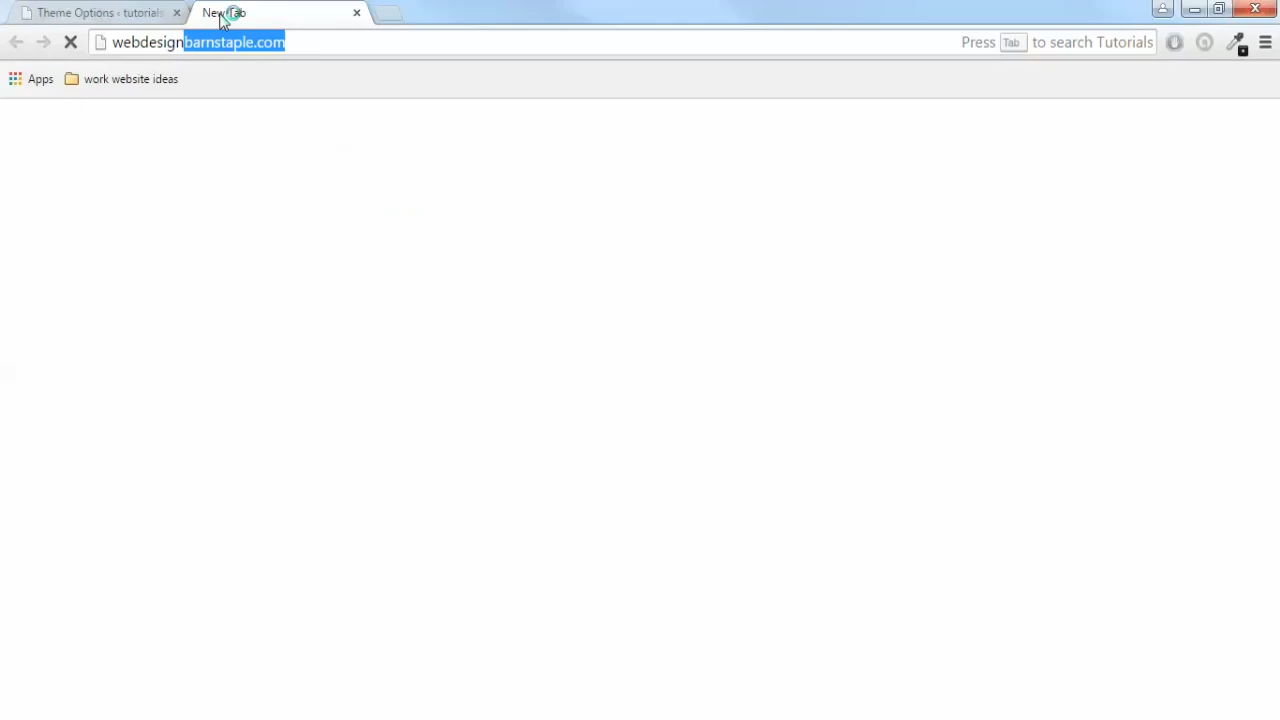 Theme Options ‹ tutorials
New Tab
webdesignbarnstaple.com
Press Tab to search Tutorials
Apps
work website ideas